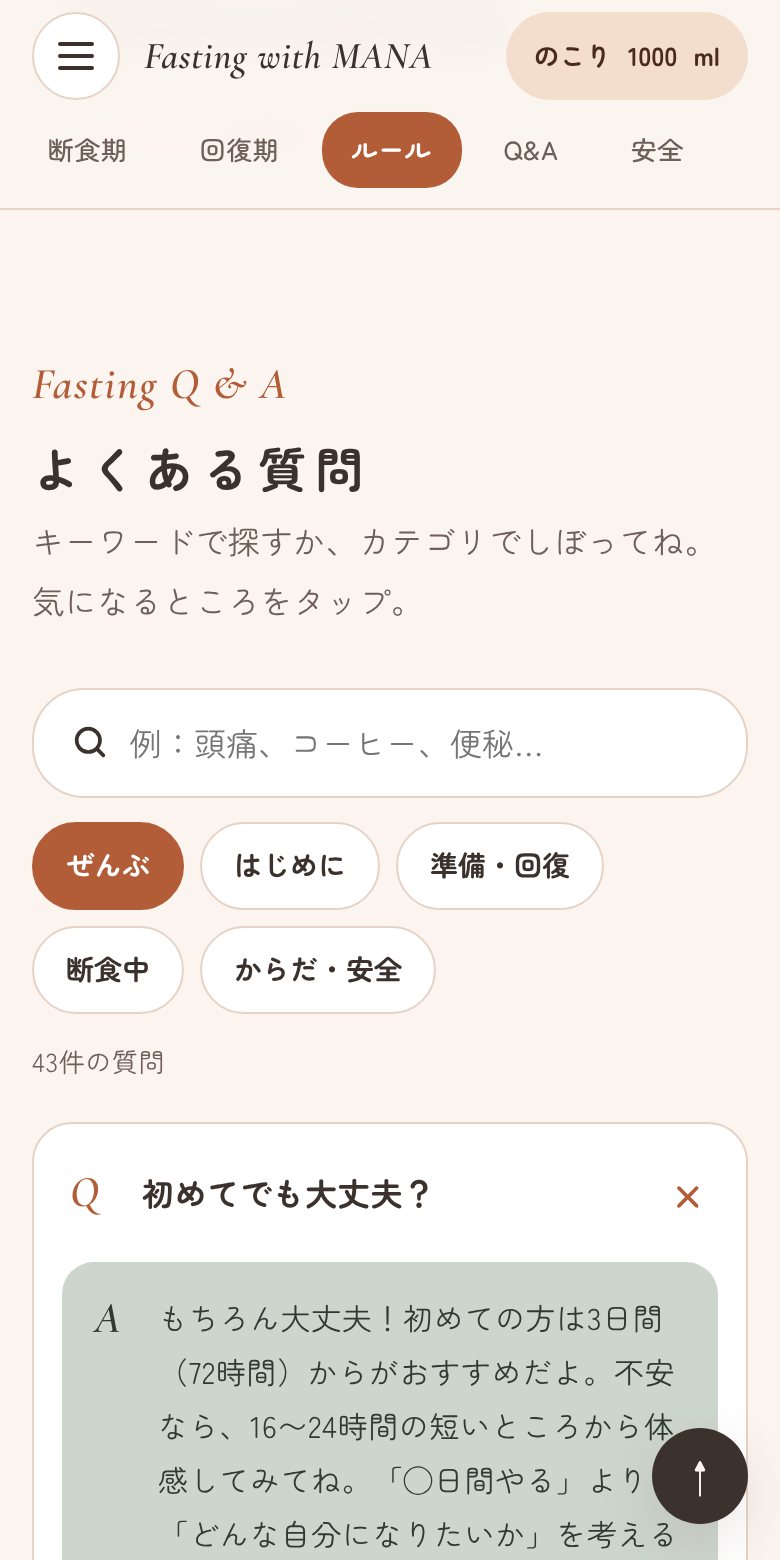 Fasting with MANA
のこり 1000 ml
断食期 回復期 ルール Q&A 安全
Fasting Q & A
よくある質問
キーワードで探すか、カテゴリでしぼってね。
気になるところをタップ。
例：頭痛、コーヒー、便秘…
ぜんぶ はじめに 準備・回復
断食中 からだ・安全
43件の質問
Q 初めてでも大丈夫？
A もちろん大丈夫！初めての方は3日間
（72時間）からがおすすめだよ。不安
なら、16〜24時間の短いところから体
感してみてね。「◯日間やる」より
「どんな自分になりたいか」を考える